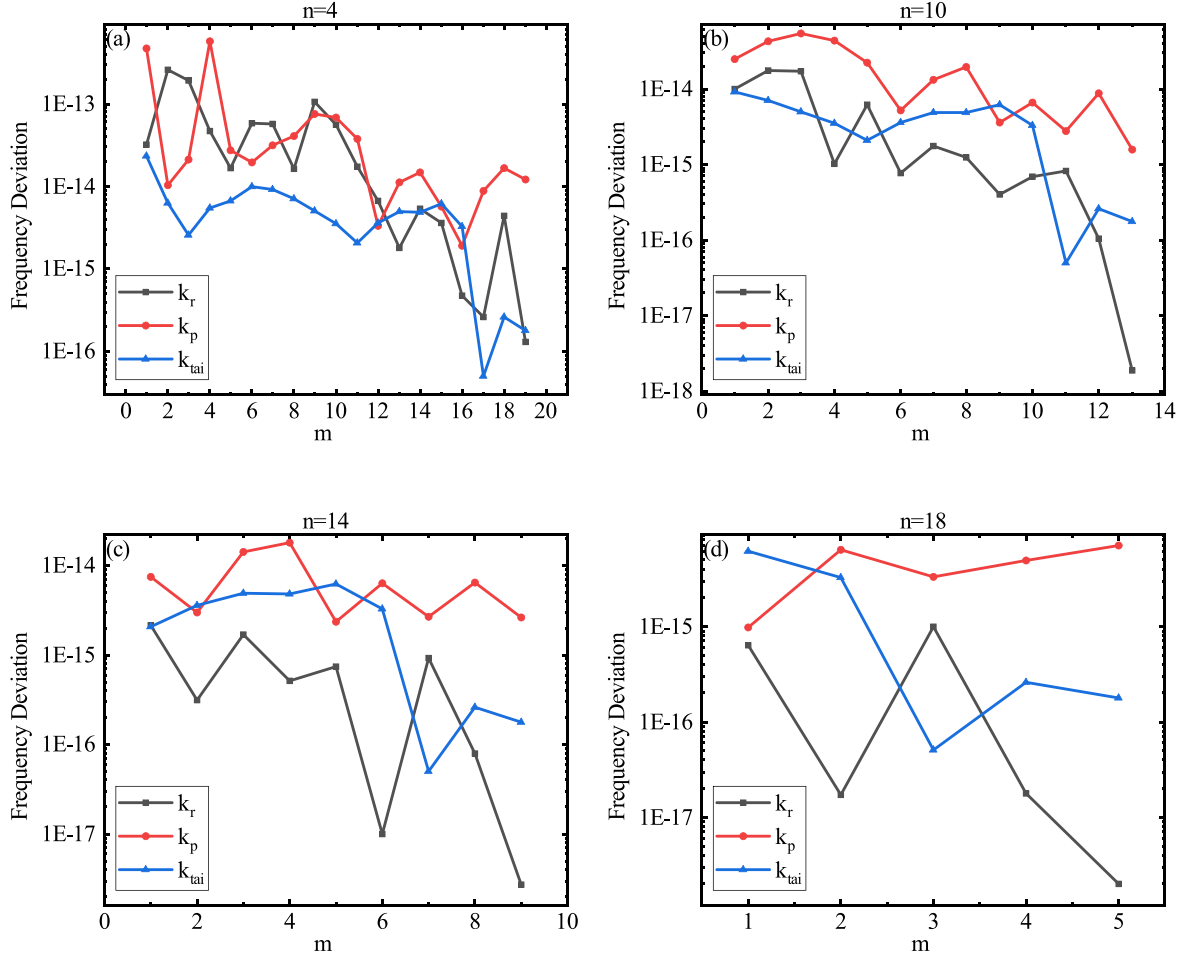 n=4
(a)
1E-13
1E-14
1E-15
1E-16
Frequency Deviation
k_r
k_p
k_tai
0 2 4 6 8 10 12 14 16 18 20
m
n=10
(b)
1E-14
1E-15
1E-16
1E-17
1E-18
Frequency Deviation
k_r
k_p
k_tai
0 2 4 6 8 10 12 14
m
n=14
(c)
1E-14
1E-15
1E-16
1E-17
Frequency Deviation
k_r
k_p
k_tai
0 2 4 6 8 10
m
n=18
(d)
1E-15
1E-16
1E-17
Frequency Deviation
k_r
k_p
k_tai
1 2 3 4 5
m